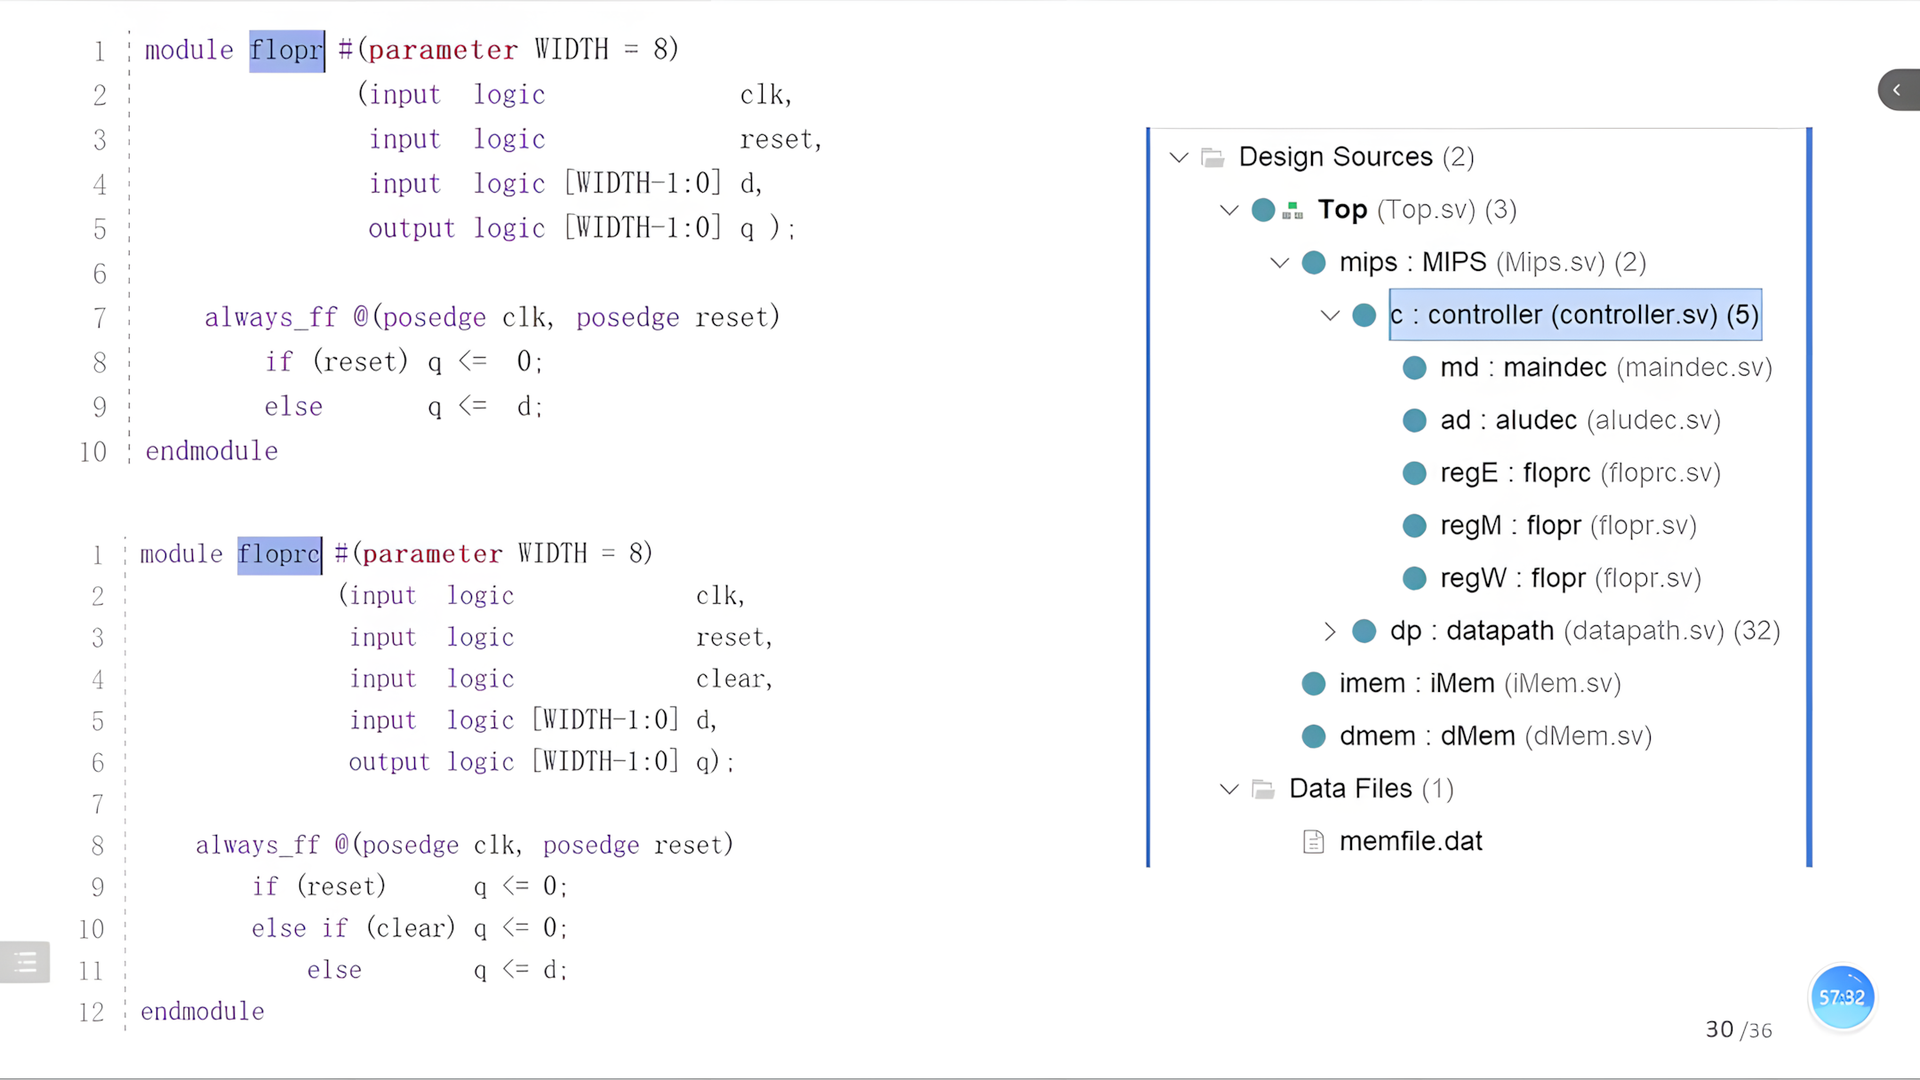 1 module flopr #(parameter WIDTH = 8)
2 (input logic clk,
3 input logic reset,
4 input logic [WIDTH-1:0] d,
5 output logic [WIDTH-1:0] q );
6
7 always_ff @(posedge clk, posedge reset)
8 if (reset) q <= 0;
9 else q <= d;
10 endmodule
1 module floprc #(parameter WIDTH = 8)
2 (input logic clk,
3 input logic reset,
4 input logic clear,
5 input logic [WIDTH-1:0] d,
6 output logic [WIDTH-1:0] q);
7
8 always_ff @(posedge clk, posedge reset)
9 if (reset) q <= 0;
10 else if (clear) q <= 0;
11 else q <= d;
12 endmodule
Design Sources (2)
Top (Top.sv) (3)
mips : MIPS (Mips.sv) (2)
c : controller (controller.sv) (5)
md : maindec (maindec.sv)
ad : aludec (aludec.sv)
regE : floprc (floprc.sv)
regM : flopr (flopr.sv)
regW : flopr (flopr.sv)
dp : datapath (datapath.sv) (32)
imem : iMem (iMem.sv)
dmem : dMem (dMem.sv)
Data Files (1)
memfile.dat
30 /36